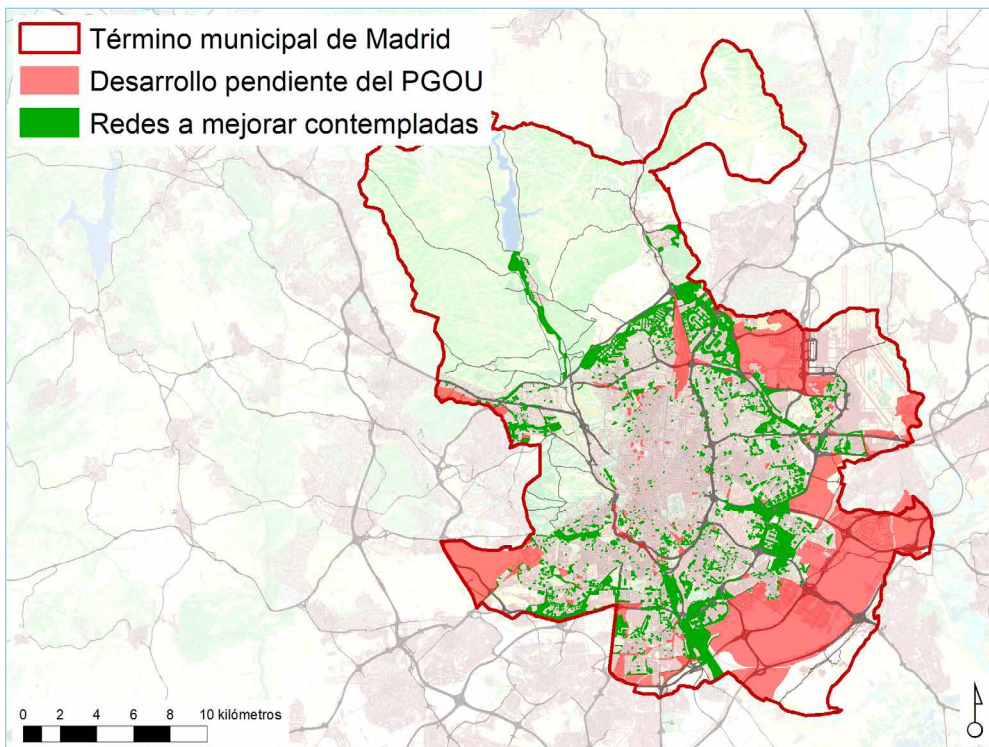 Término municipal de Madrid
Desarrollo pendiente del PGOU
Redes a mejorar contempladas
0 2 4 6 8 10 kilómetros